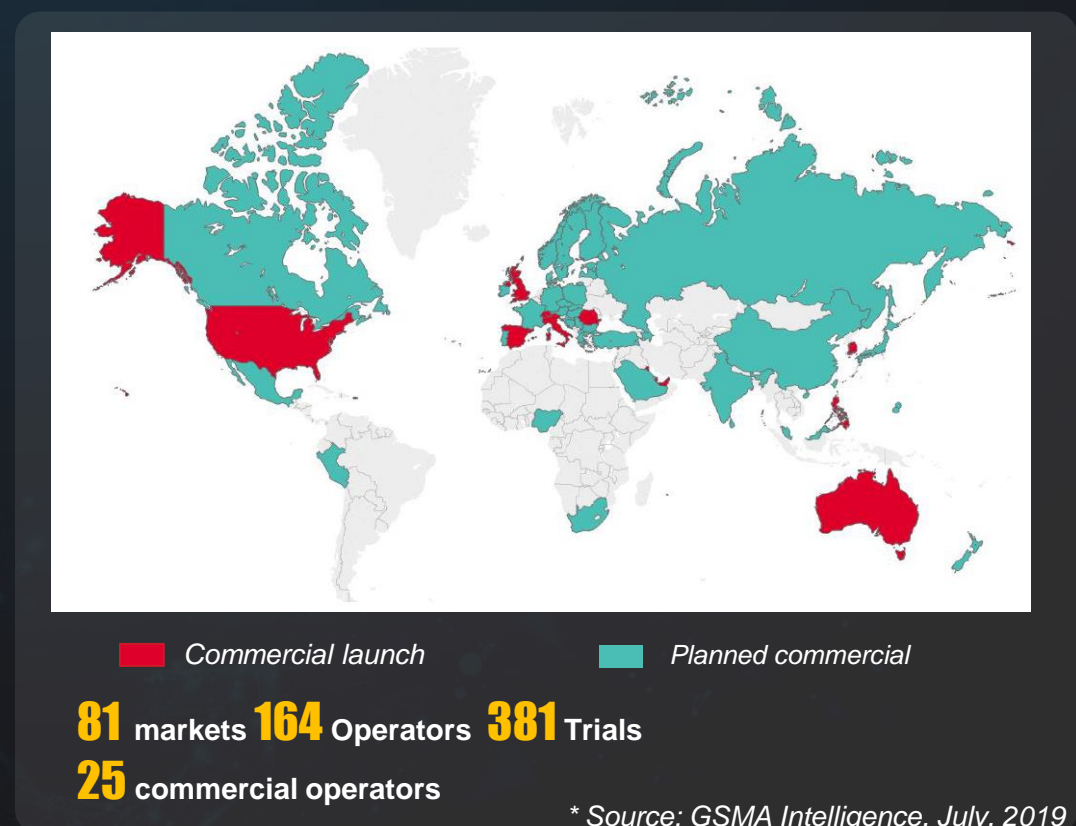 Commercial launch
Planned commercial
81 markets 164 Operators 381 Trials
25 commercial operators
* Source: GSMA Intelligence, July, 2019